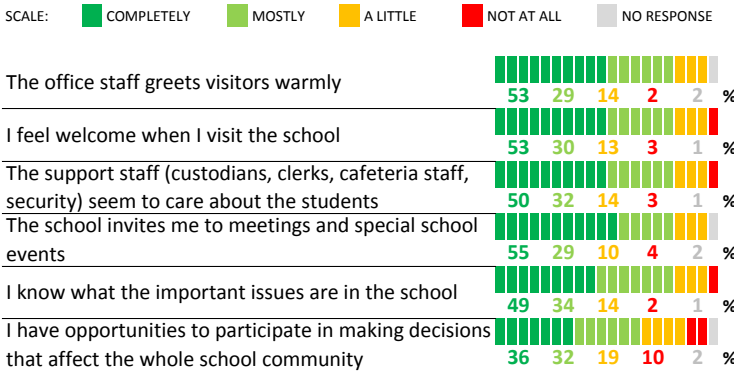 SCALE: COMPLETELY MOSTLY A LITTLE NOT AT ALL NO RESPONSE
The office staff greets visitors warmly
53 29 14 2 2 %
I feel welcome when I visit the school
53 30 13 3 1 %
The support staff (custodians, clerks, cafeteria staff,
security) seem to care about the students
50 32 14 3 1 %
The school invites me to meetings and special school
events
55 29 10 4 2 %
I know what the important issues are in the school
49 34 14 2 1 %
I have opportunities to participate in making decisions
that affect the whole school community
36 32 19 10 2 %